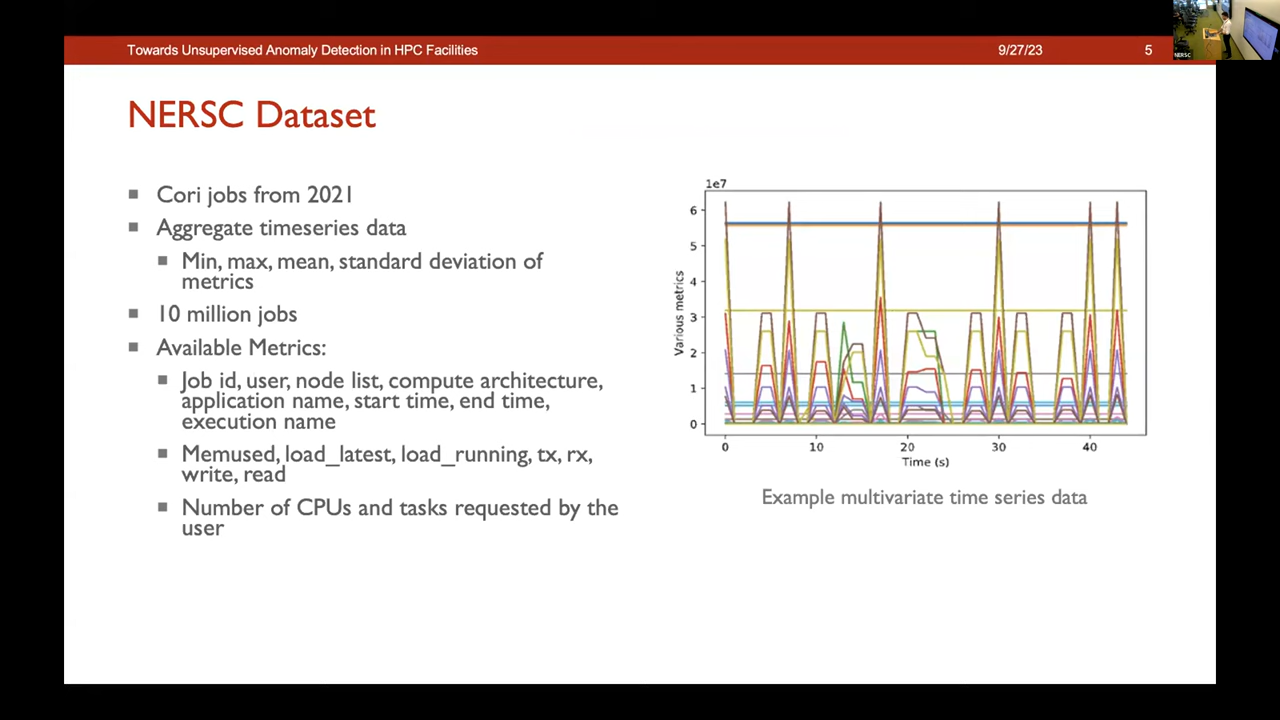 Towards Unsupervised Anomaly Detection in HPC Facilities
9/27/23
5
NERSC
NERSC Dataset
Cori jobs from 2021
Aggregate timeseries data
Min, max, mean, standard deviation of
metrics
10 million jobs
Available Metrics:
Job id, user, node list, compute architecture,
application name, start time, end time,
execution name
Memused, load_latest, load_running, tx, rx,
write, read
Number of CPUs and tasks requested by the
user
1e7
6
5
4
3
2
1
0
Various metrics
0 10 20 30 40
Time (s)
Example multivariate time series data